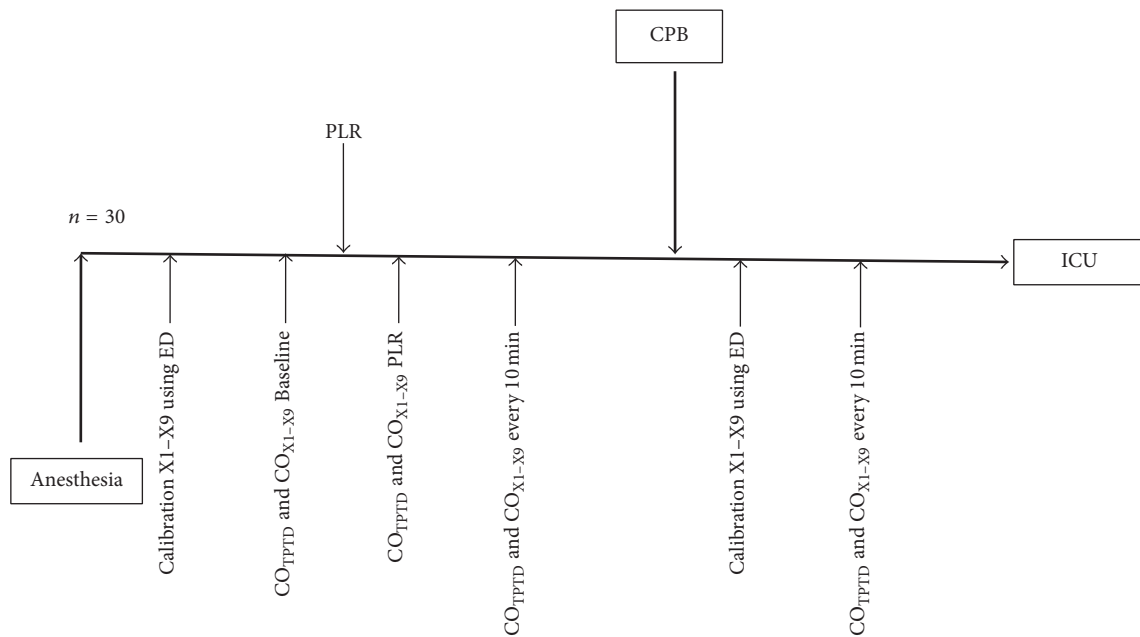 CPB
PLR
n = 30
ICU
Anesthesia
Calibration X1–X9 using ED
CO_TPTD and CO_X1–X9 Baseline
CO_TPTD and CO_X1–X9 PLR
CO_TPTD and CO_X1–X9 every 10 min
Calibration X1–X9 using ED
CO_TPTD and CO_X1–X9 every 10 min